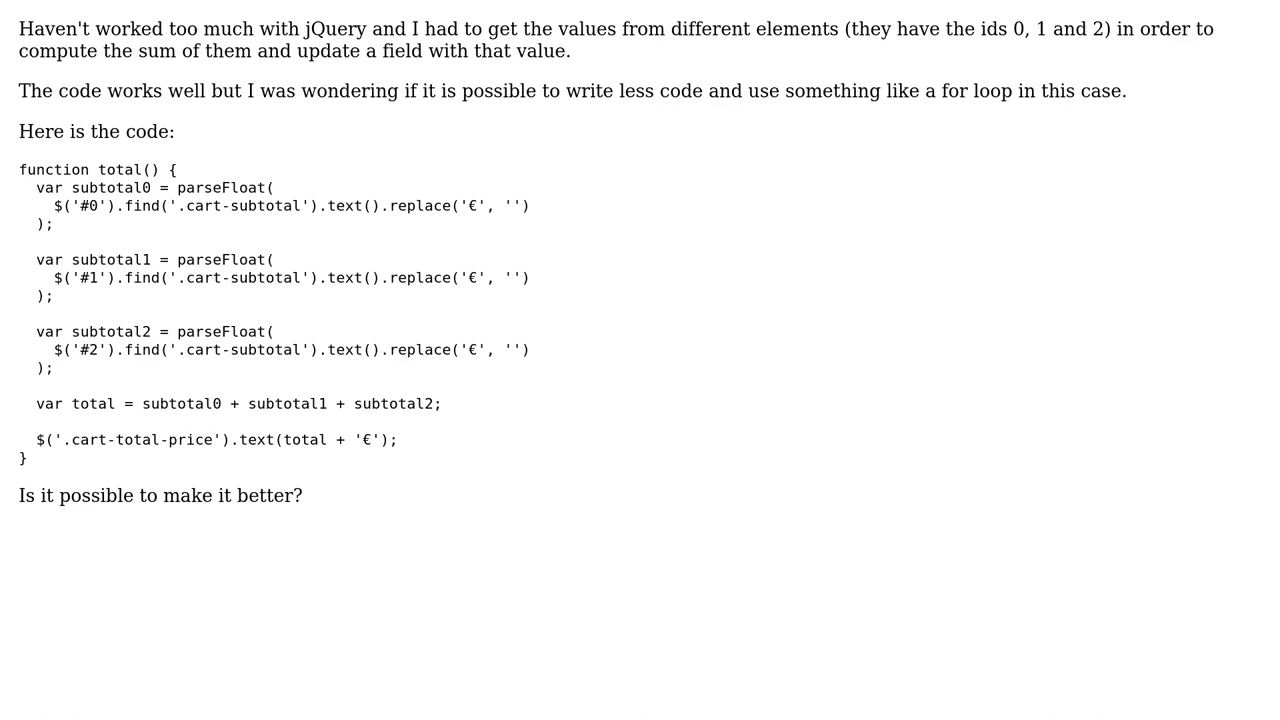 Haven't worked too much with jQuery and I had to get the values from different elements (they have the ids 0, 1 and 2) in order to
compute the sum of them and update a field with that value.
The code works well but I was wondering if it is possible to write less code and use something like a for loop in this case.
Here is the code:
function total() {
  var subtotal0 = parseFloat(
    $('#0').find('.cart-subtotal').text().replace('€', '')
  );
  var subtotal1 = parseFloat(
    $('#1').find('.cart-subtotal').text().replace('€', '')
  );
  var subtotal2 = parseFloat(
    $('#2').find('.cart-subtotal').text().replace('€', '')
  );
  var total = subtotal0 + subtotal1 + subtotal2;
  $('.cart-total-price').text(total + '€');
}
Is it possible to make it better?